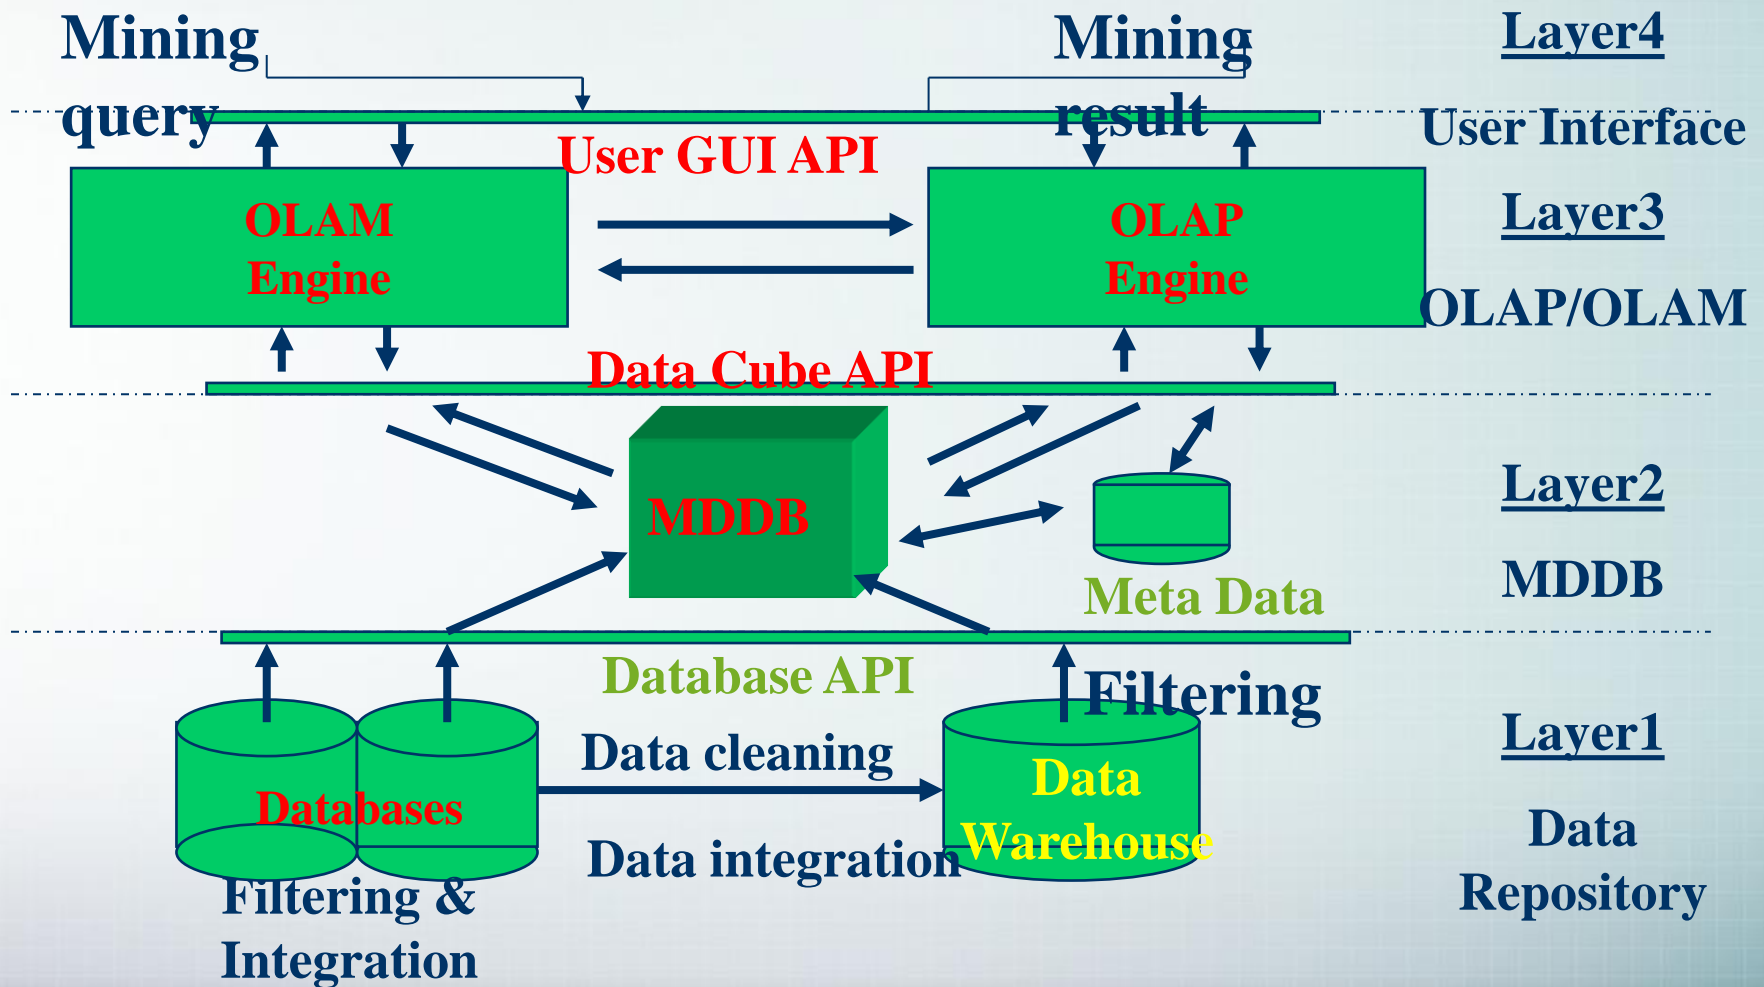 Mining
query
Mining
result
Layer4
User Interface
User GUI API
OLAM
Engine
OLAP
Engine
Layer3
OLAP/OLAM
Data Cube API
MDDB
Meta Data
Layer2
MDDB
Database API
Filtering
Databases
Data cleaning
Data integration
Data
Warehouse
Filtering &
Integration
Layer1
Data
Repository